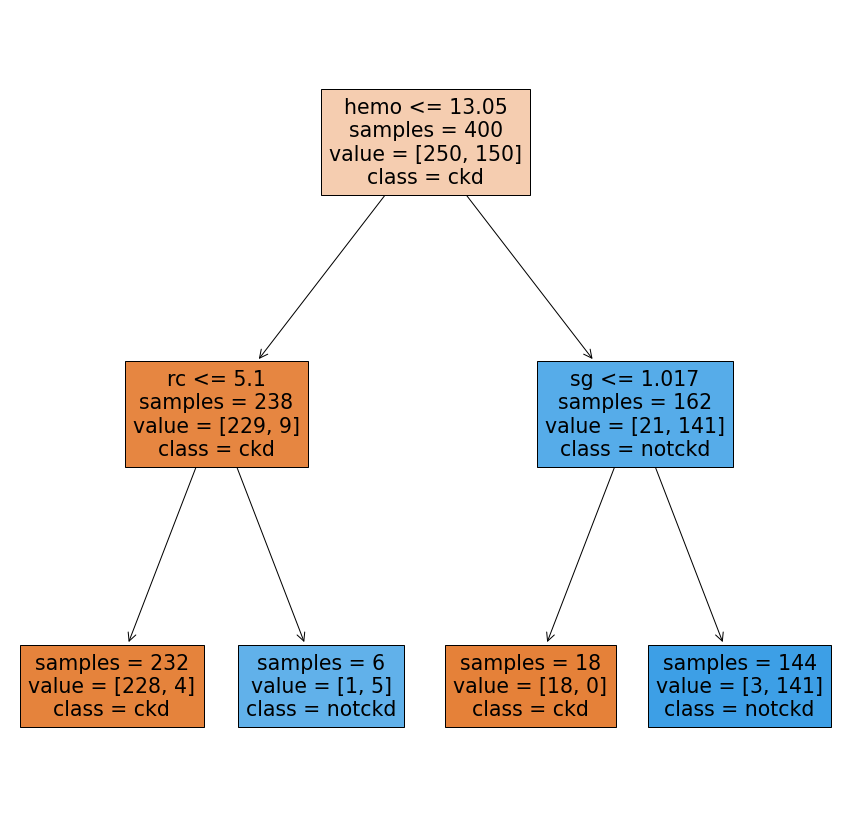 hemo <= 13.05
samples = 400
value = [250, 150]
class = ckd
rc <= 5.1
samples = 238
value = [229, 9]
class = ckd
sg <= 1.017
samples = 162
value = [21, 141]
class = notckd
samples = 232
value = [228, 4]
class = ckd
samples = 6
value = [1, 5]
class = notckd
samples = 18
value = [18, 0]
class = ckd
samples = 144
value = [3, 141]
class = notckd